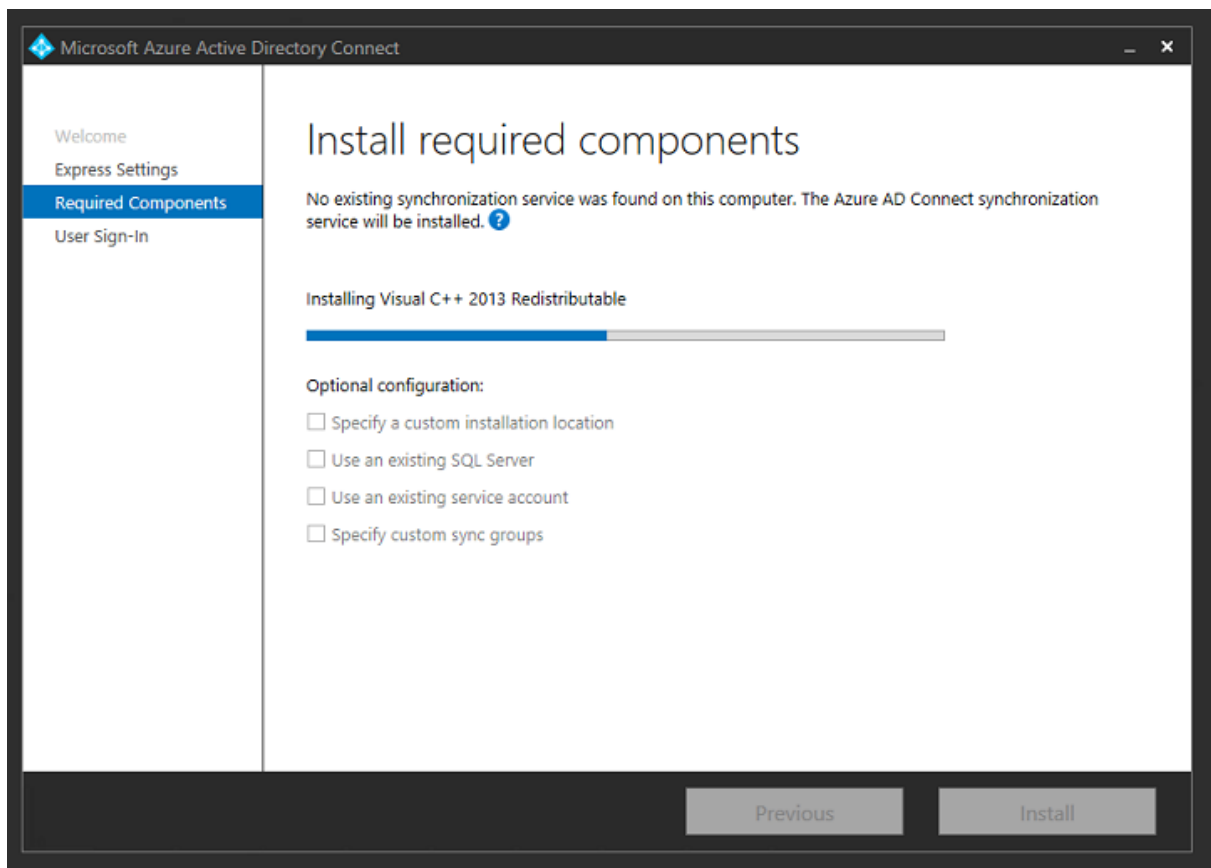 Microsoft Azure Active Directory Connect
Welcome
Express Settings
Required Components
User Sign-In
Install required components
No existing synchronization service was found on this computer. The Azure AD Connect synchronization
service will be installed. ?
Installing Visual C++ 2013 Redistributable
Optional configuration:
Specify a custom installation location
Use an existing SQL Server
Use an existing service account
Specify custom sync groups
Previous
Install